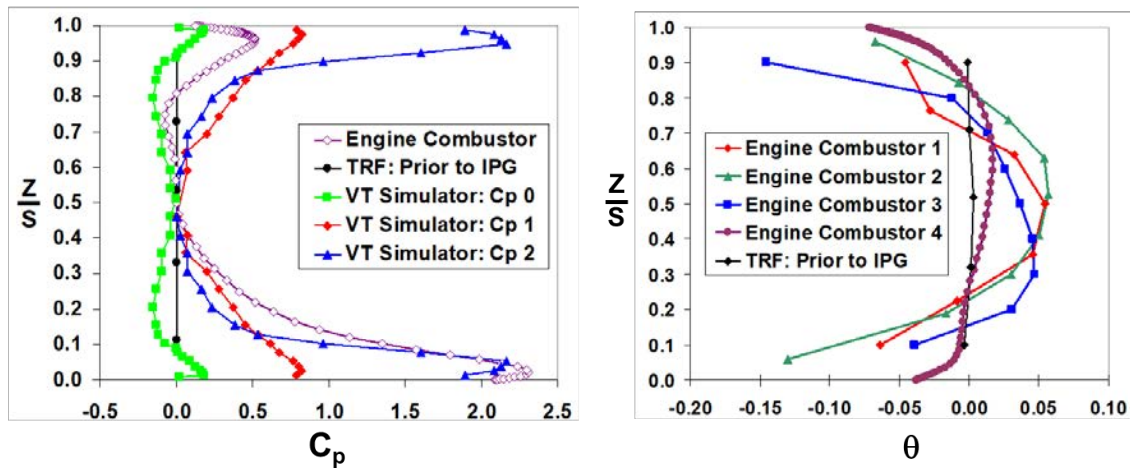 1.0
0.9
0.8
0.7
0.6
0.5
0.4
0.3
0.2
0.1
0.0
Z
S
-0.5 0.0 0.5 1.0 1.5 2.0 2.5
Cp
Engine Combustor
TRF: Prior to IPG
VT Simulator: Cp 0
VT Simulator: Cp 1
VT Simulator: Cp 2
1.0
0.9
0.8
0.7
0.6
0.5
0.4
0.3
0.2
0.1
0.0
Z
S
-0.20 -0.15 -0.10 -0.05 0.00 0.05 0.10
θ
Engine Combustor 1
Engine Combustor 2
Engine Combustor 3
Engine Combustor 4
TRF: Prior to IPG